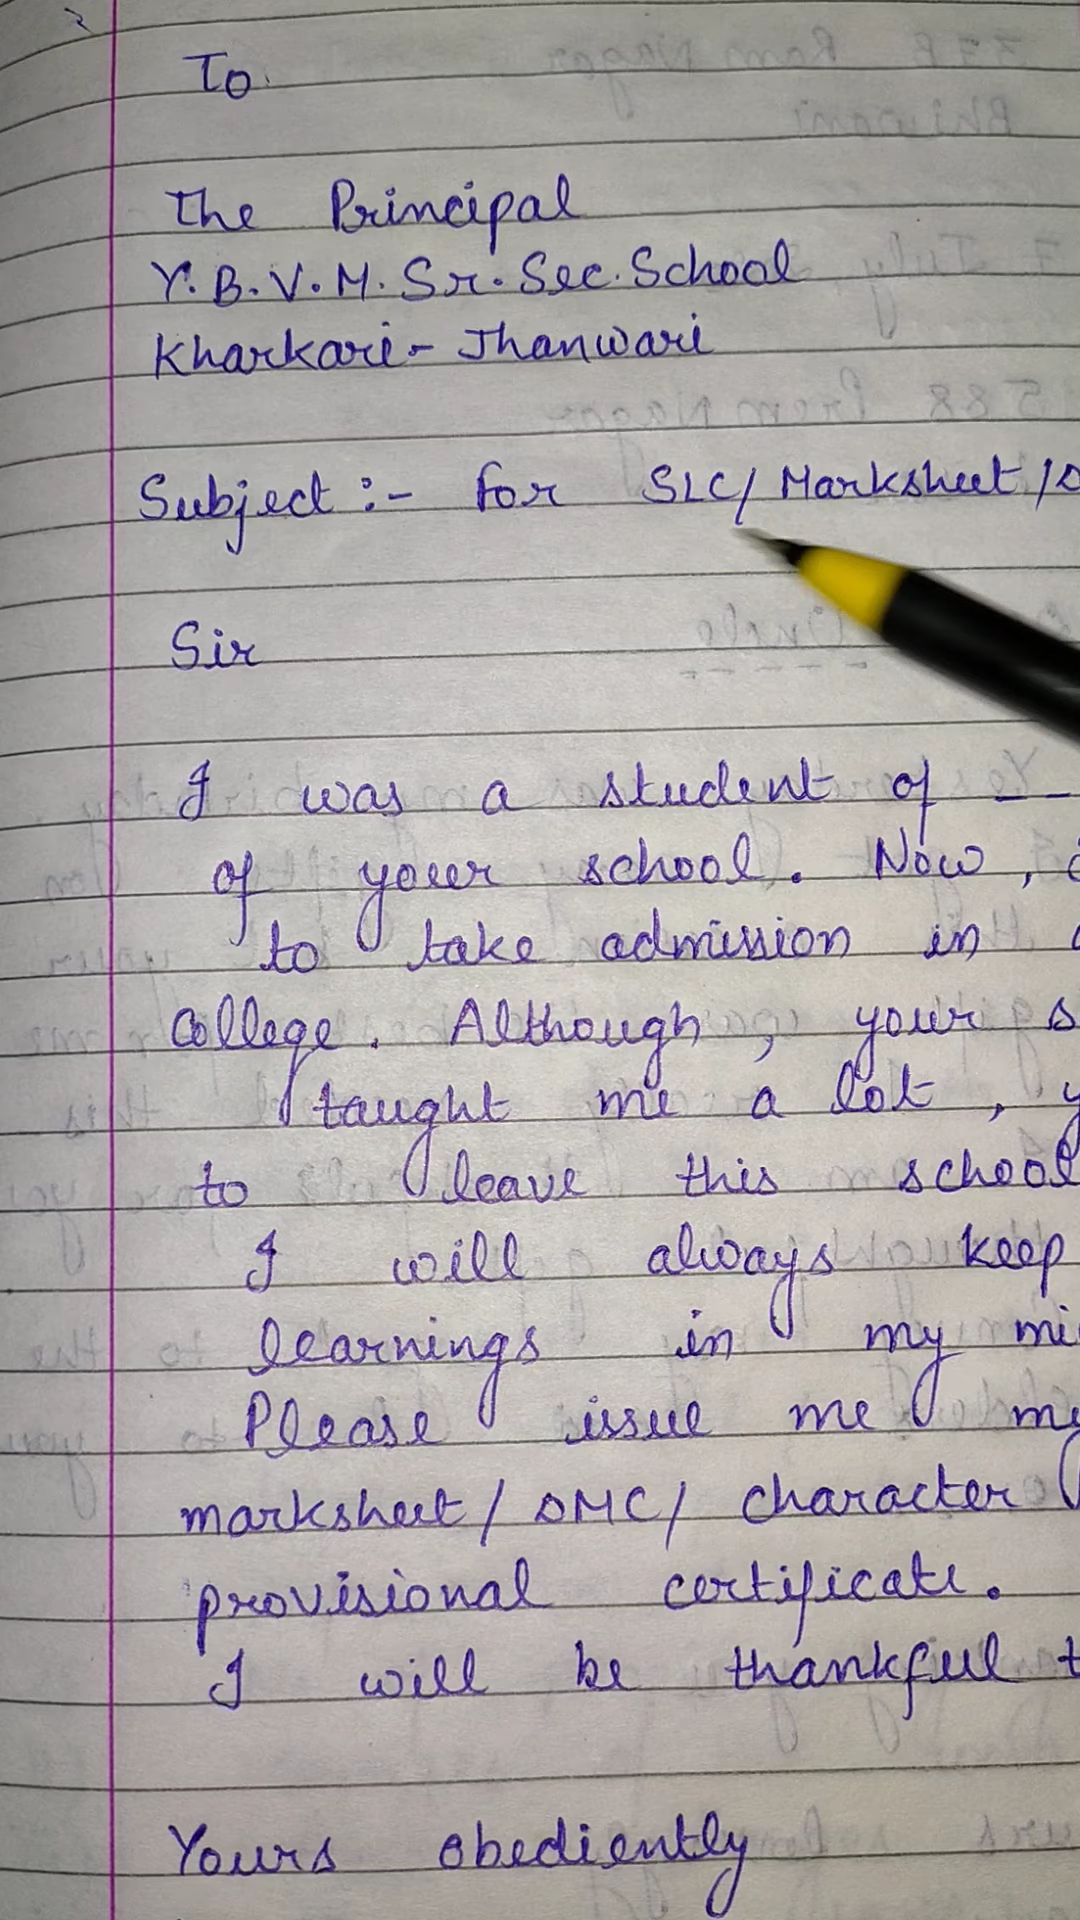 To
The Principal
Y.B.V.M. Sr. Sec. School
Kharkari- Jhanwari
Subject :- for SLC/ Marksheet /D
Sir
I was a student of --
of your school. Now,
to take admission in
college. Although, your s
taught me a lot, y
to leave this school
I will always keep
learnings in my mi
Please issue me my
marksheet/ DMC/ character
provisional certificate.
I will be thankful t
Yours obediently